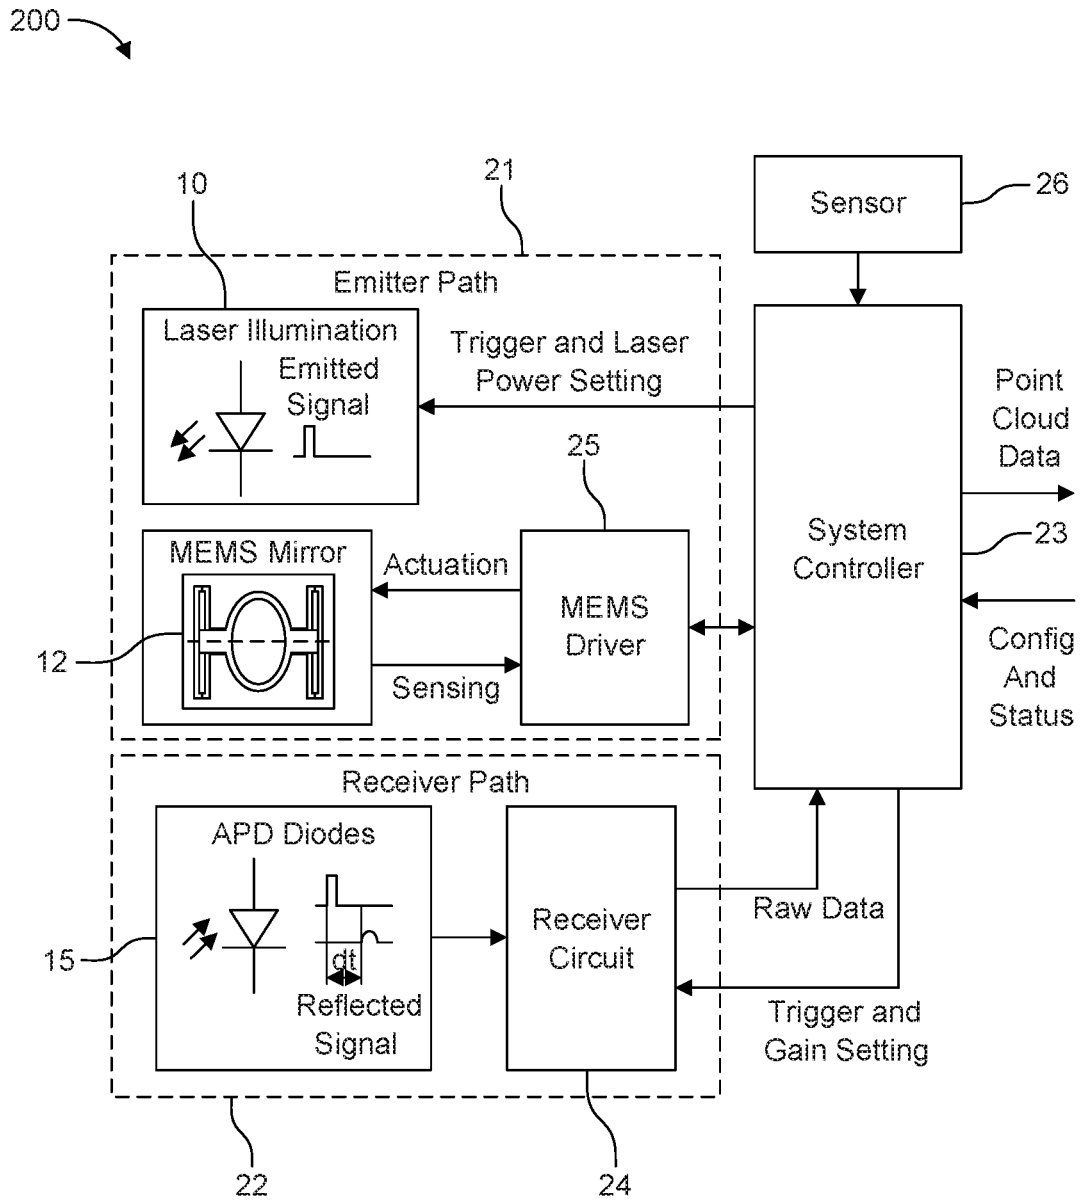 200
10
21
26
Sensor
Emitter Path
Laser Illumination
Emitted
Signal
Trigger and Laser
Power Setting
Point
Cloud
Data
25
MEMS Mirror
Actuation
MEMS
Driver
System
Controller
23
12
Sensing
Config
And
Status
Receiver Path
APD Diodes
dt
Reflected
Signal
15
Receiver
Circuit
Raw Data
Trigger and
Gain Setting
22
24